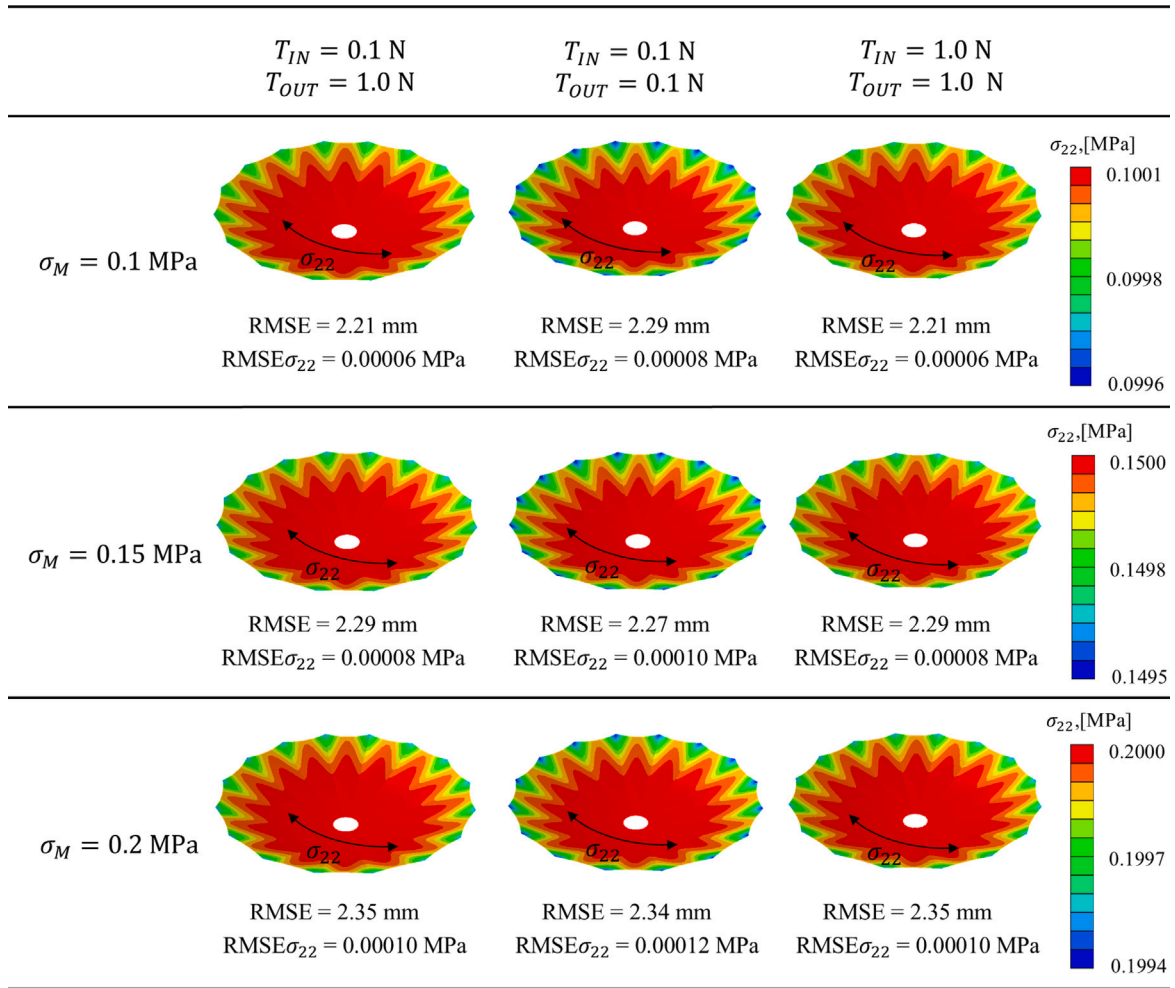 T_IN = 0.1 N T_IN = 0.1 N T_IN = 1.0 N
T_OUT = 1.0 N T_OUT = 0.1 N T_OUT = 1.0 N
σ_M = 0.1 MPa
σ22
σ22
σ22
RMSE = 2.21 mm RMSE = 2.29 mm RMSE = 2.21 mm
RMSEσ22 = 0.00006 MPa RMSEσ22 = 0.00008 MPa RMSEσ22 = 0.00006 MPa
σ22,[MPa]
0.1001
0.0998
0.0996
σ_M = 0.15 MPa
σ22
σ22
σ22
RMSE = 2.29 mm RMSE = 2.27 mm RMSE = 2.29 mm
RMSEσ22 = 0.00008 MPa RMSEσ22 = 0.00010 MPa RMSEσ22 = 0.00008 MPa
σ22,[MPa]
0.1500
0.1498
0.1495
σ_M = 0.2 MPa
σ22
σ22
σ22
RMSE = 2.35 mm RMSE = 2.34 mm RMSE = 2.35 mm
RMSEσ22 = 0.00010 MPa RMSEσ22 = 0.00012 MPa RMSEσ22 = 0.00010 MPa
σ22,[MPa]
0.2000
0.1997
0.1994